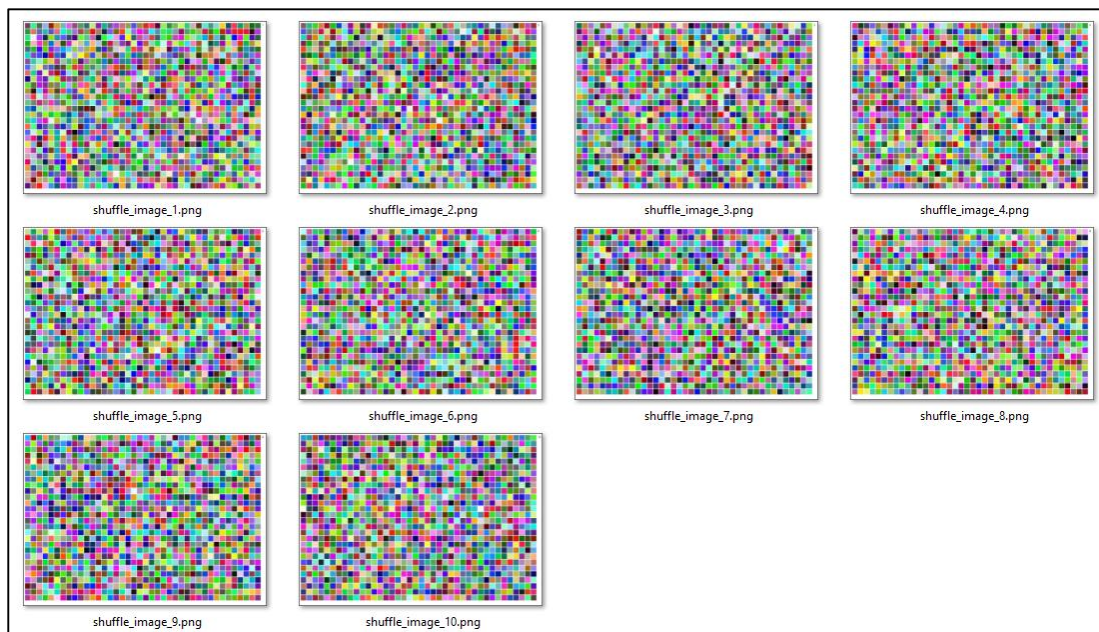 shuffle_image_1.png
shuffle_image_2.png
shuffle_image_3.png
shuffle_image_4.png
shuffle_image_5.png
shuffle_image_6.png
shuffle_image_7.png
shuffle_image_8.png
shuffle_image_9.png
shuffle_image_10.png